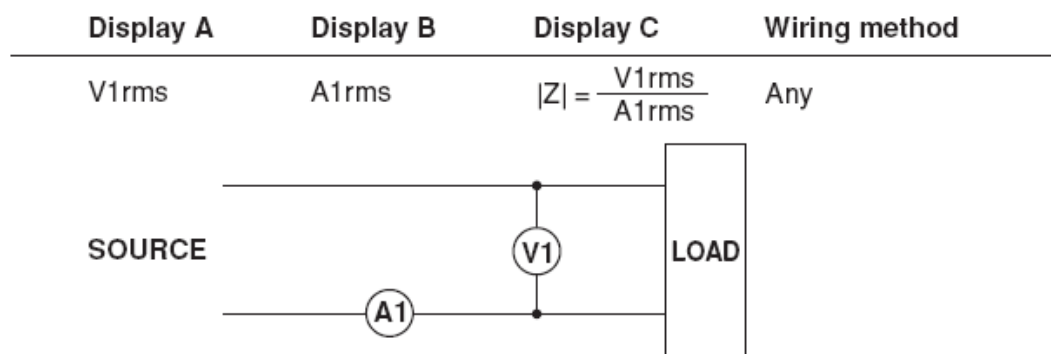 Display A Display B Display C Wiring method
V1rms A1rms |Z| = V1rms / A1rms Any
SOURCE V1 LOAD
A1